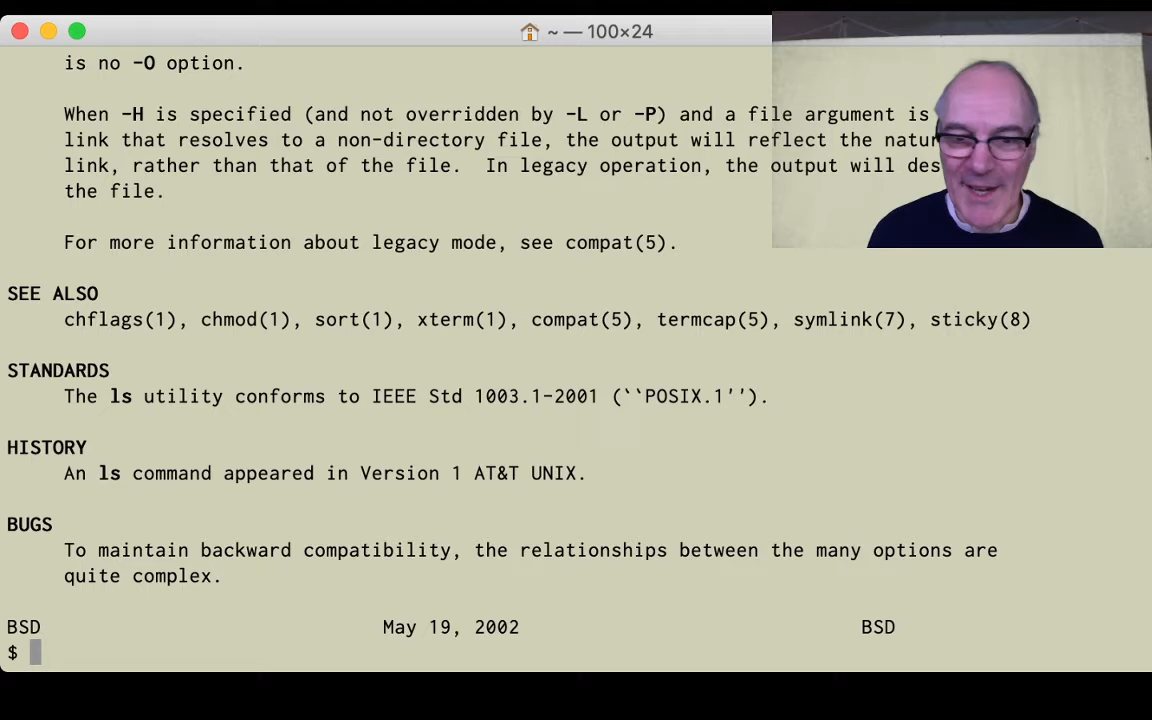 ~ — 100×24
is no -O option.
When -H is specified (and not overridden by -L or -P) and a file argument is
link that resolves to a non-directory file, the output will reflect the
link, rather than that of the file. In legacy operation, the output will
the file.
For more information about legacy mode, see compat(5).
SEE ALSO
chflags(1), chmod(1), sort(1), xterm(1), compat(5), termcap(5), symlink(7), sticky(8)
STANDARDS
The ls utility conforms to IEEE Std 1003.1-2001 (``POSIX.1'').
HISTORY
An ls command appeared in Version 1 AT&T UNIX.
BUGS
To maintain backward compatibility, the relationships between the many options are
quite complex.
BSD May 19, 2002 BSD
$